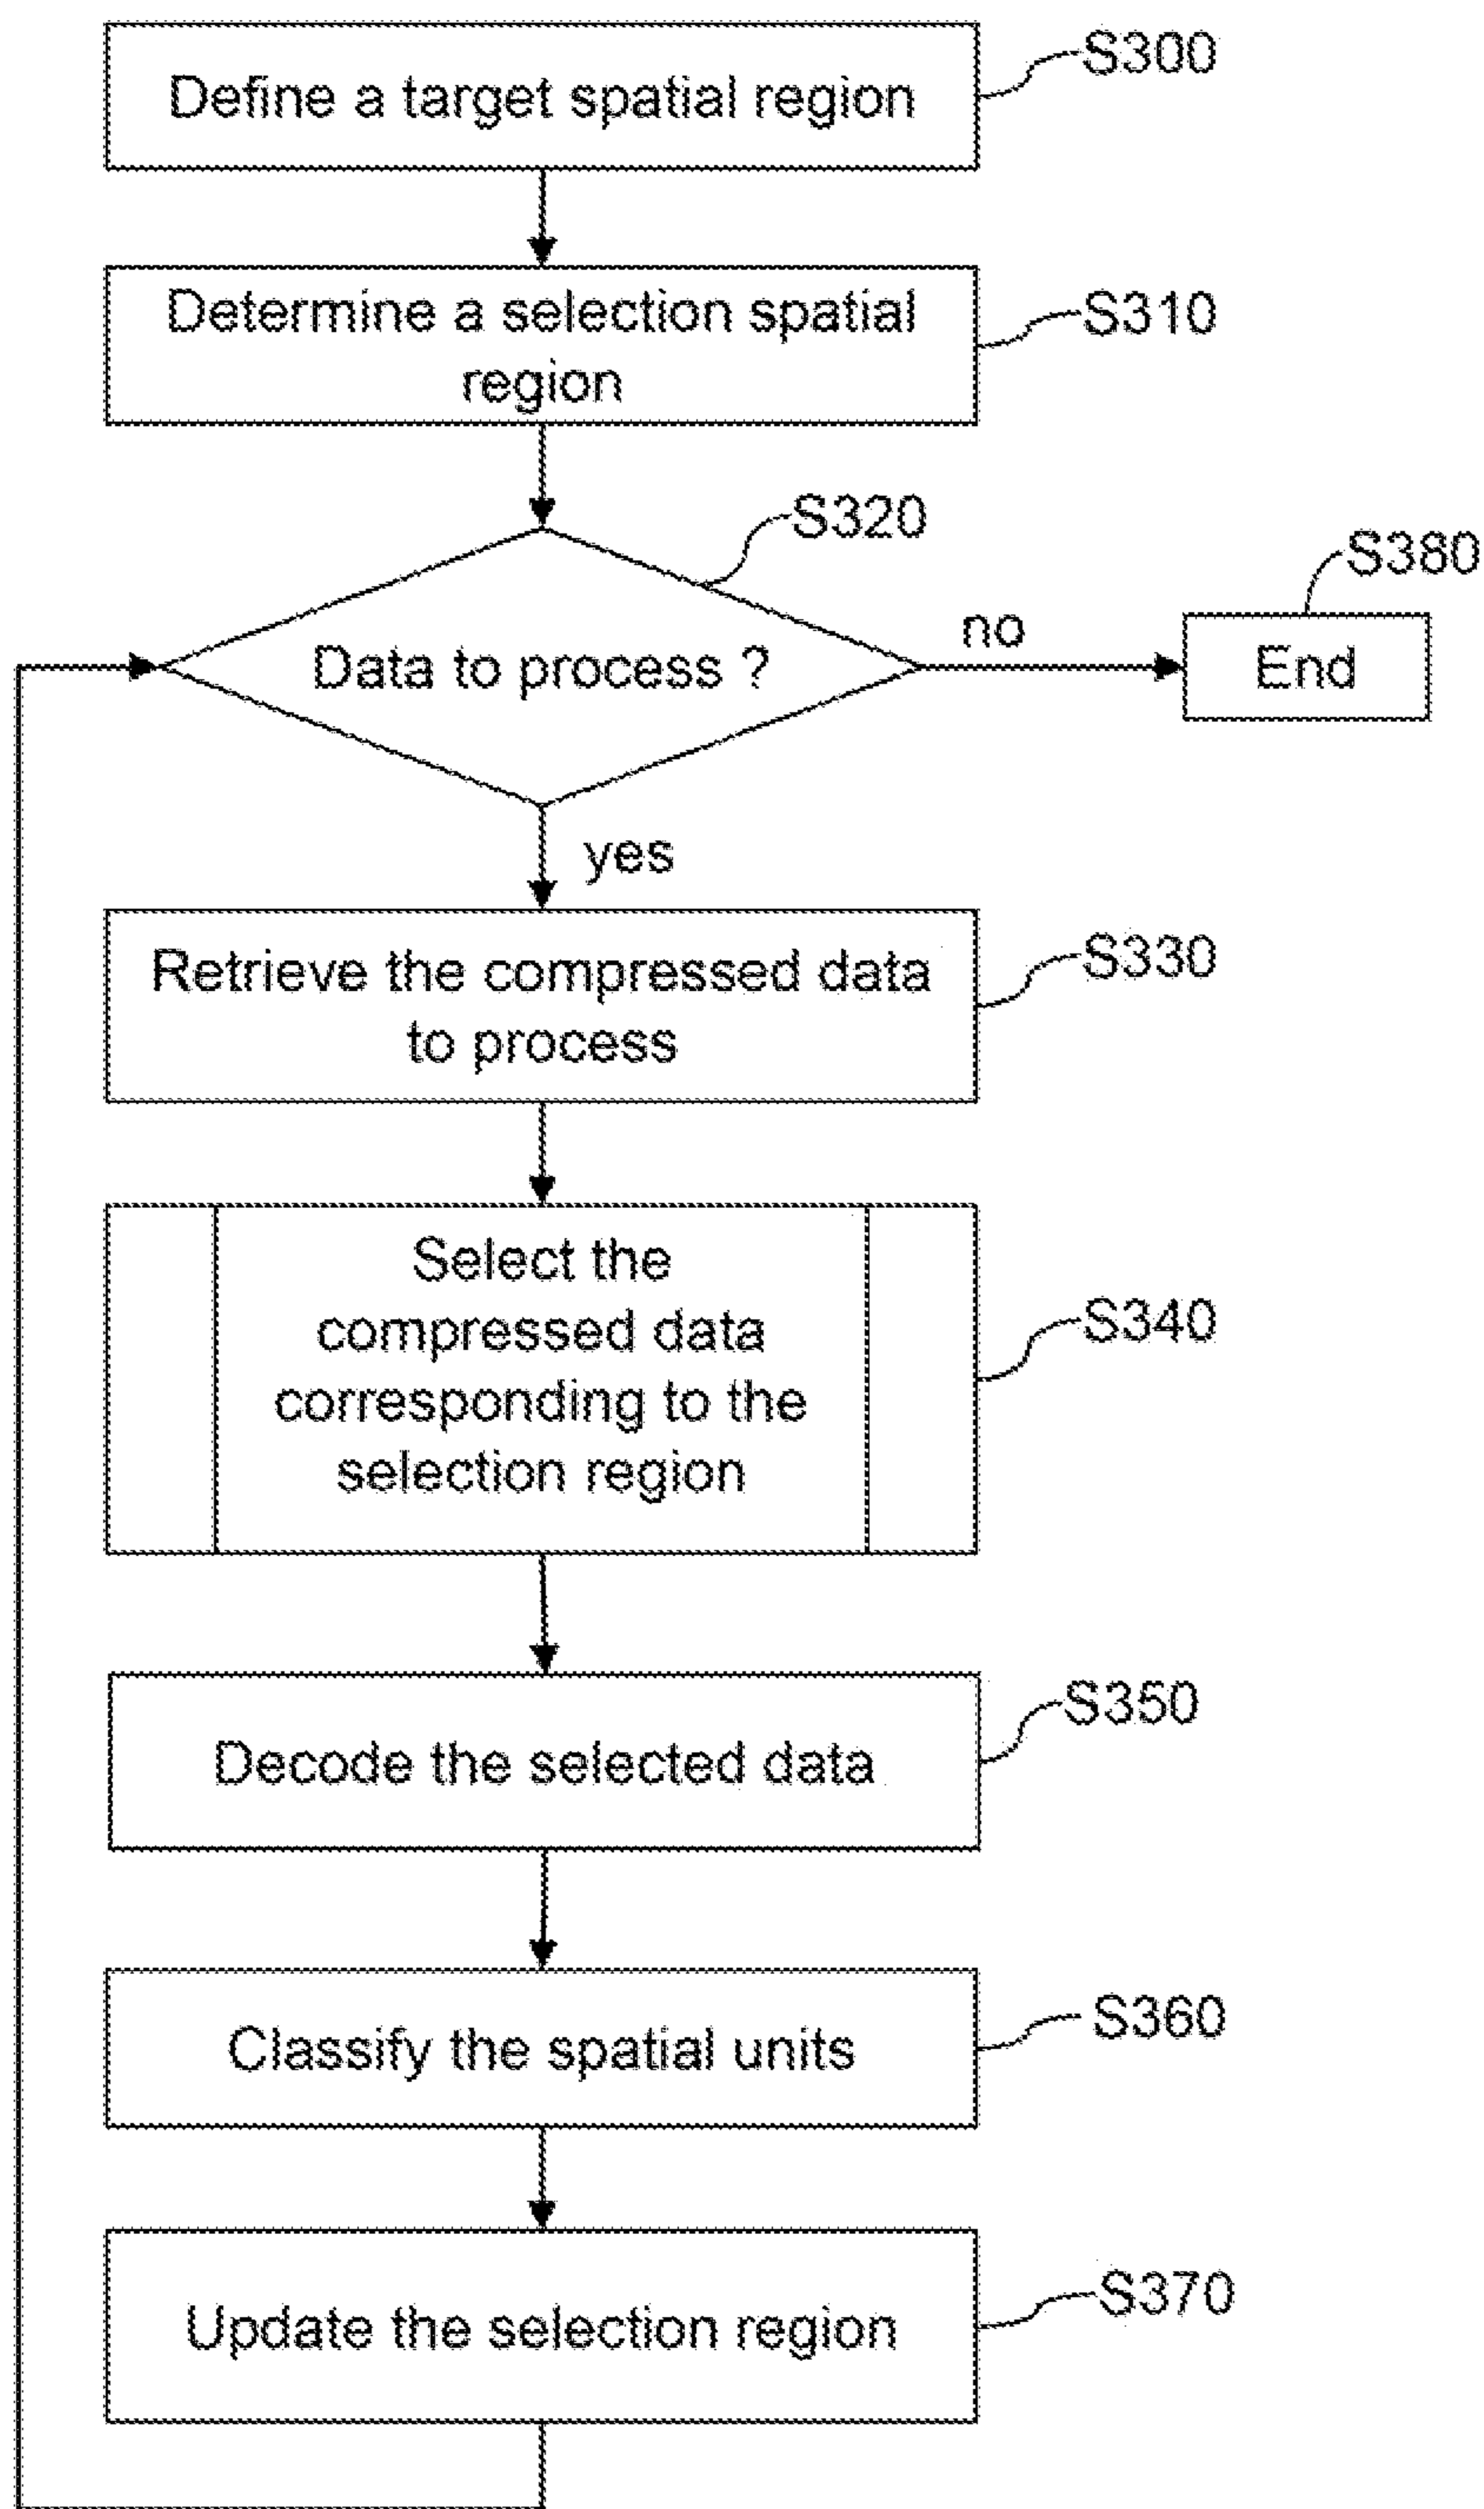 S300
Define a target spatial region
Determine a selection spatial
region
S310
S320
S380
Data to process ?
no
End
yes
Retrieve the compressed data
to process
S330
Select the
compressed data
corresponding to the
selection region
S340
S350
Decode the selected data
Classify the spatial units
S360
Update the selection region
S370